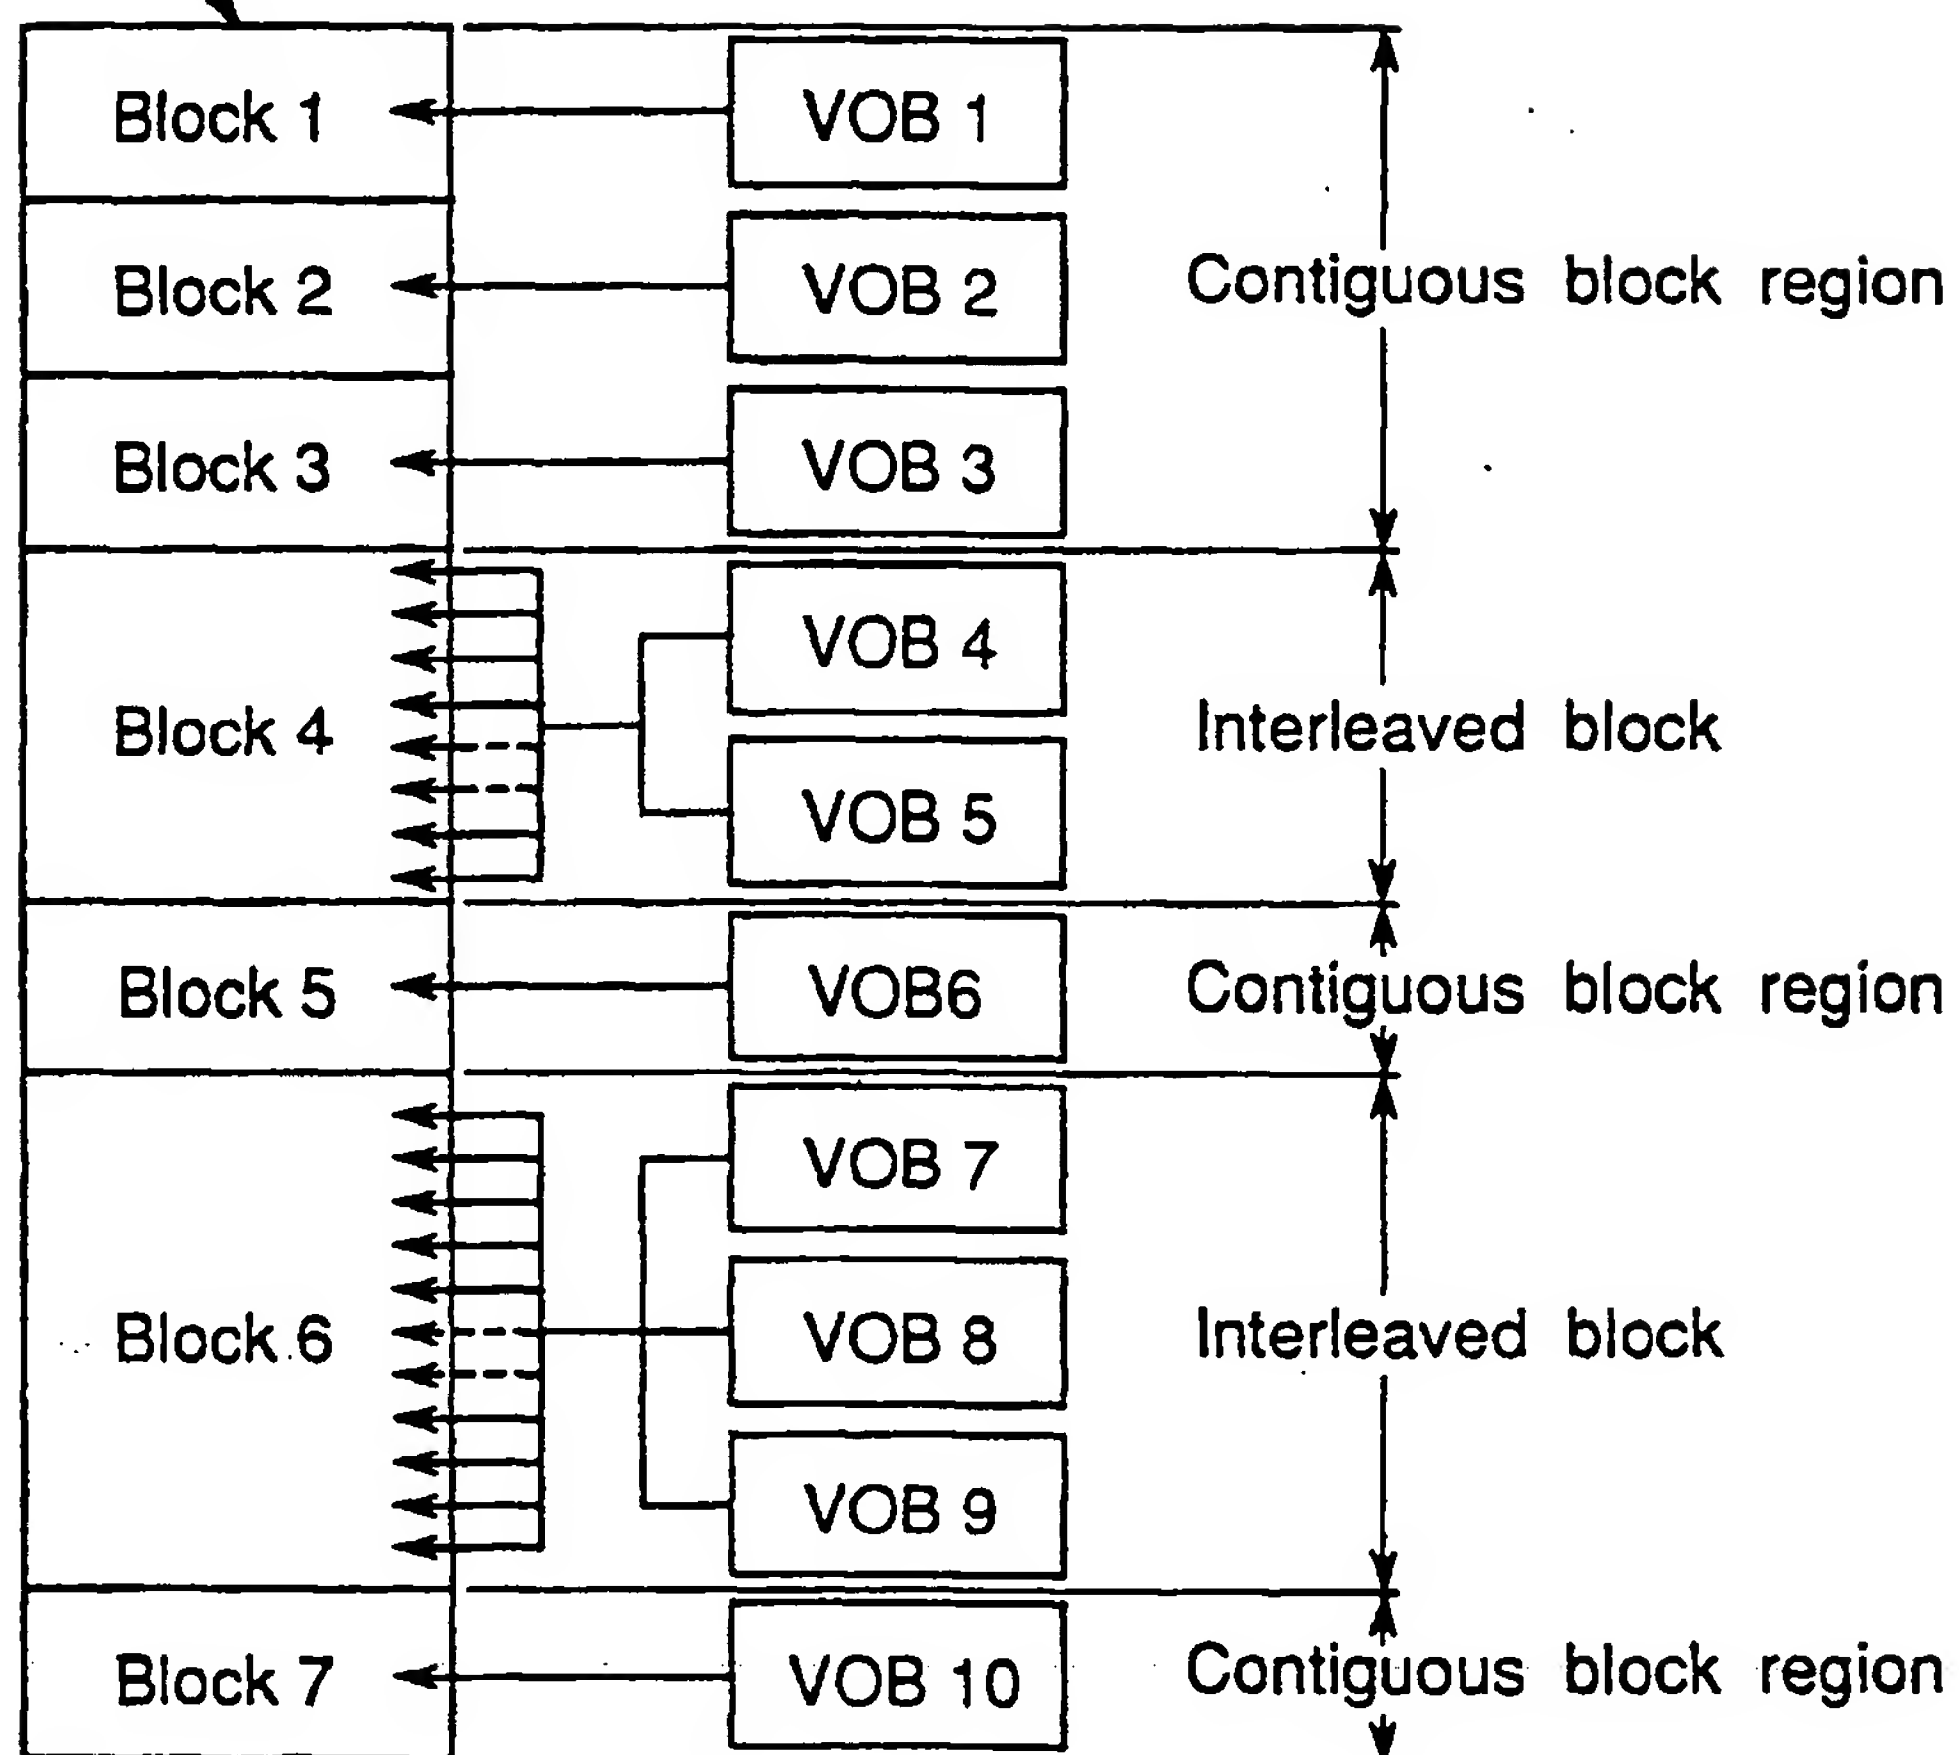 Block 1
VOB 1
Block 2
VOB 2
Contiguous block region
Block 3
VOB 3
VOB 4
Block 4
Interleaved block
VOB 5
Block 5
VOB6
Contiguous block region
VOB 7
Block 6
VOB 8
Interleaved block
VOB 9
Block 7
VOB 10
Contiguous block region